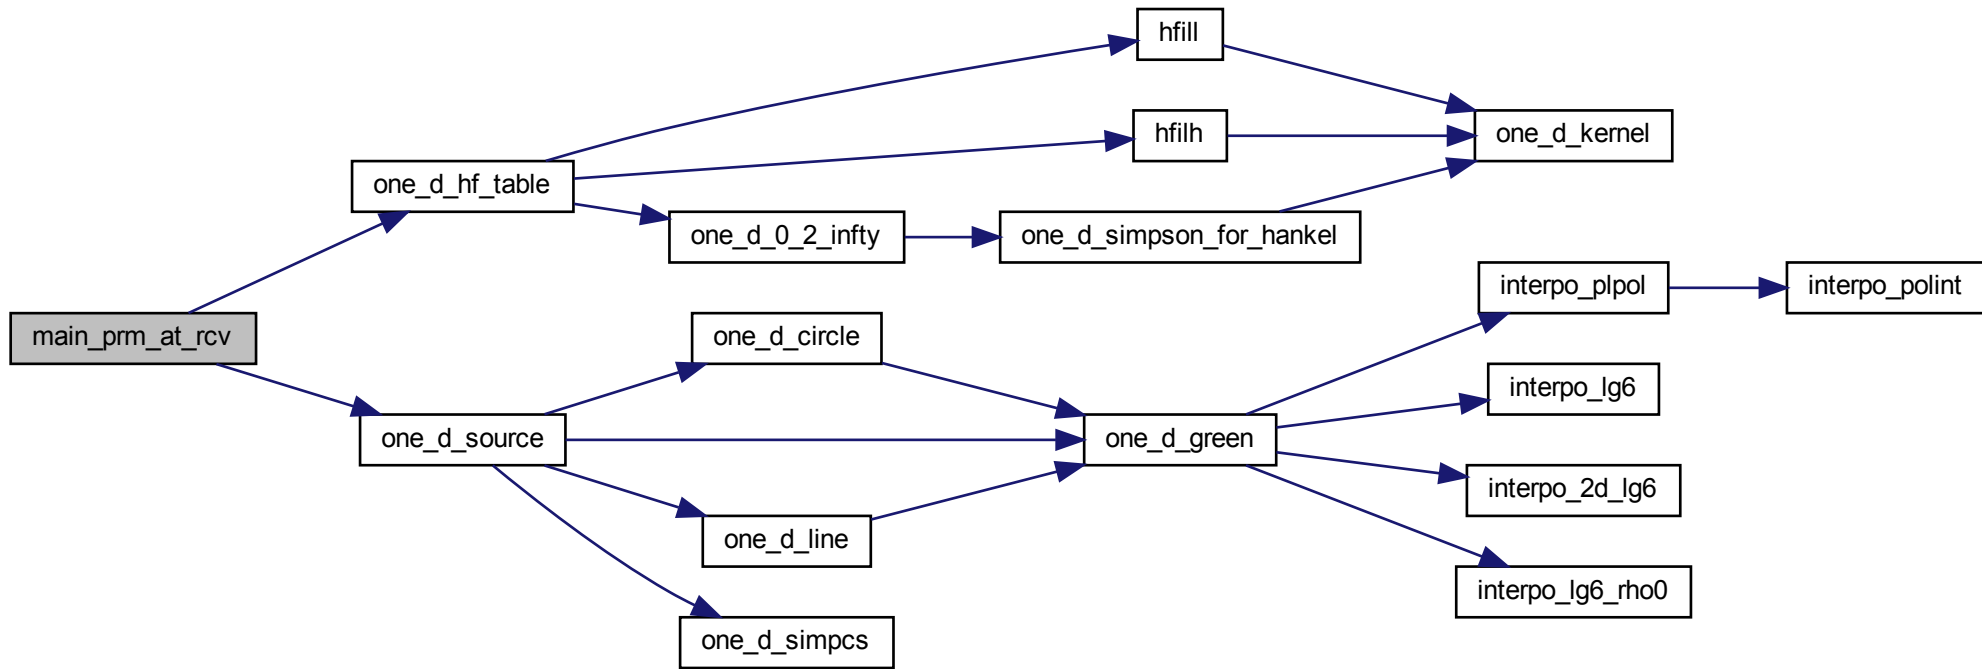 hfill
one_d_kernel
hfilh
one_d_hf_table
one_d_0_2_infty
one_d_simpson_for_hankel
interpo_plpol
interpo_polint
main_prm_at_rcv
one_d_circle
interpo_lg6
one_d_source
one_d_green
interpo_2d_lg6
one_d_line
interpo_lg6_rho0
one_d_simpcs